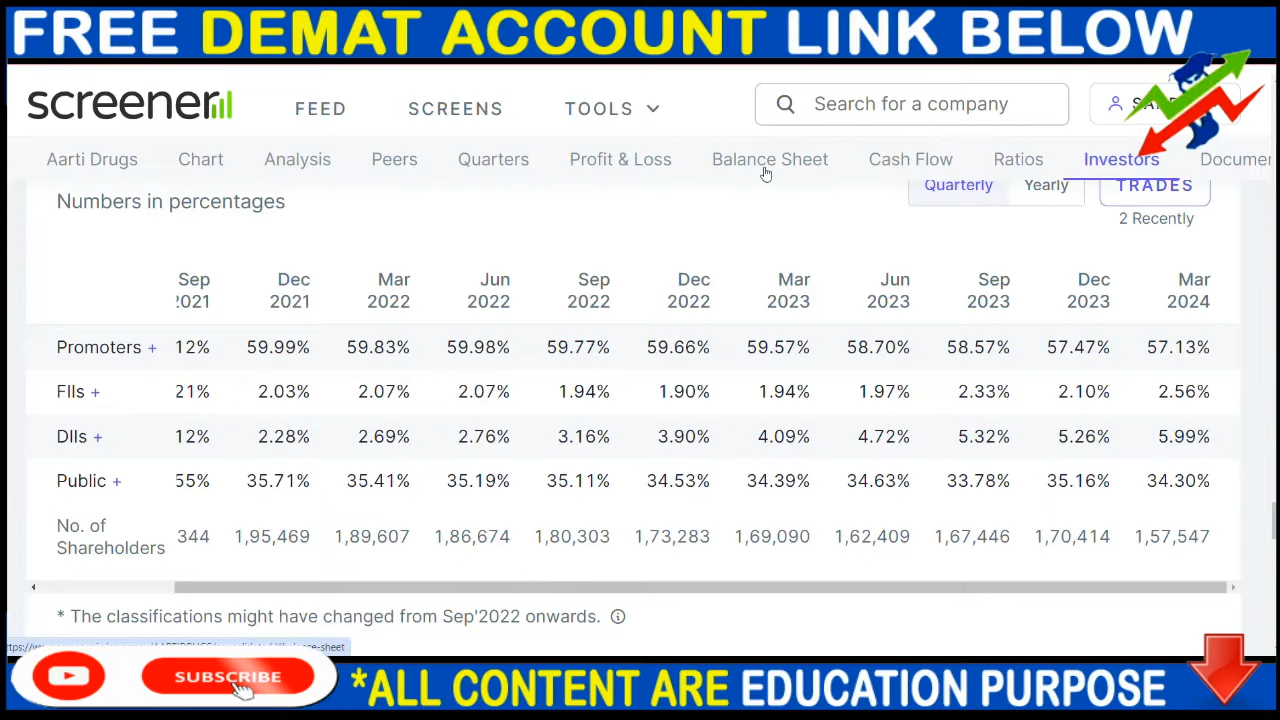 FREE DEMAT ACCOUNT LINK BELOW
screener FEED SCREENS TOOLS Search for a company
Aarti Drugs Chart Analysis Peers Quarters Profit & Loss Balance Sheet Cash Flow Ratios Investors Documen
Numbers in percentages Quarterly Yearly TRADES
2 Recently
Sep Dec Mar Jun Sep Dec Mar Jun Sep Dec Mar
2021 2021 2022 2022 2022 2022 2023 2023 2023 2023 2024
Promoters + 12% 59.99% 59.83% 59.98% 59.77% 59.66% 59.57% 58.70% 58.57% 57.47% 57.13%
FIIs + 21% 2.03% 2.07% 2.07% 1.94% 1.90% 1.94% 1.97% 2.33% 2.10% 2.56%
DIIs + 12% 2.28% 2.69% 2.76% 3.16% 3.90% 4.09% 4.72% 5.32% 5.26% 5.99%
Public + 55% 35.71% 35.41% 35.19% 35.11% 34.53% 34.39% 34.63% 33.78% 35.16% 34.30%
No. of
Shareholders 344 1,95,469 1,89,607 1,86,674 1,80,303 1,73,283 1,69,090 1,62,409 1,67,446 1,70,414 1,57,547
* The classifications might have changed from Sep'2022 onwards.
SUBSCRIBE
*ALL CONTENT ARE EDUCATION PURPOSE